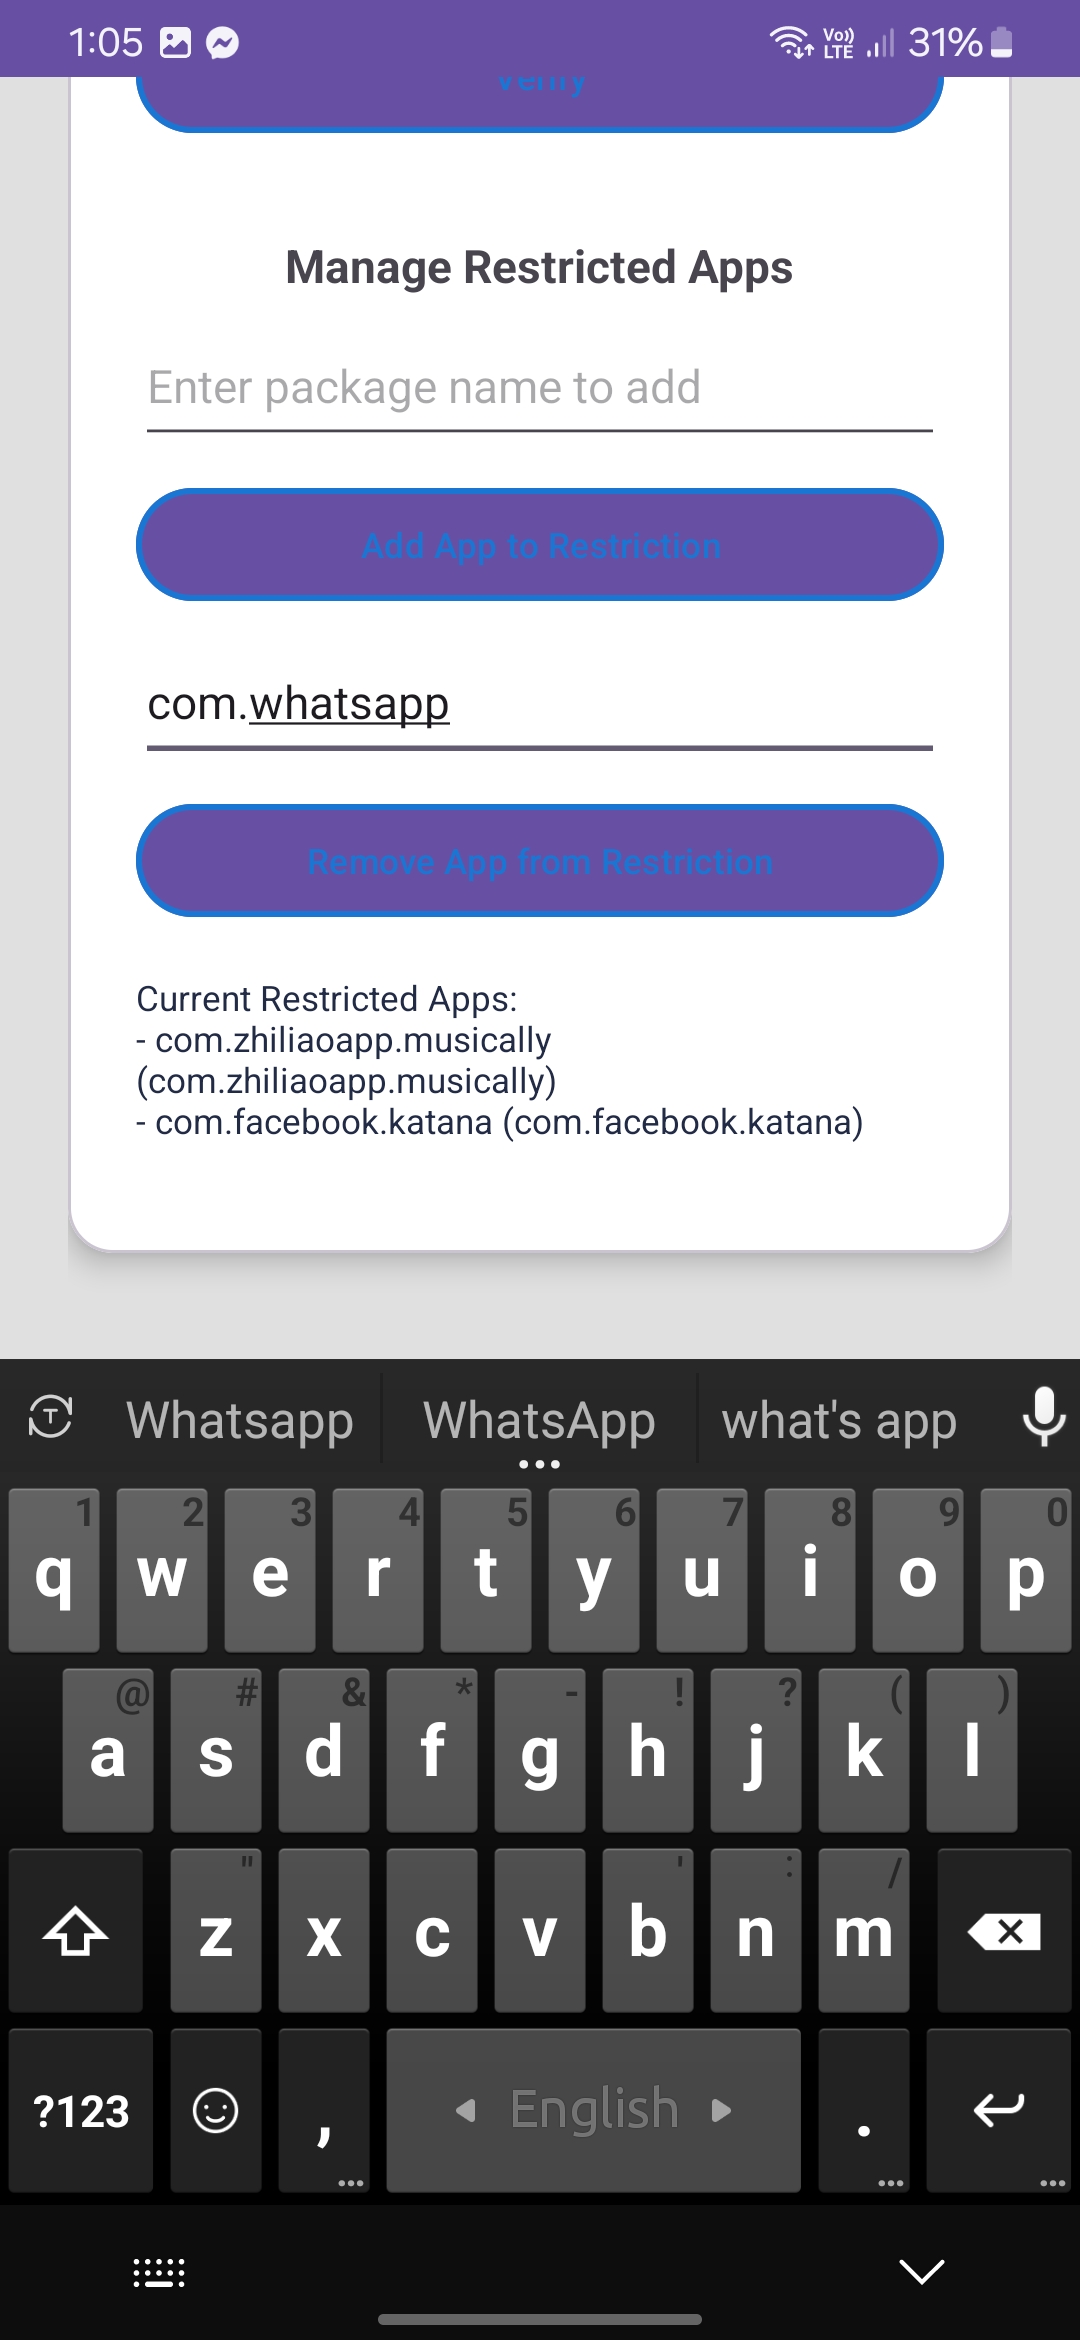 1:05 Vo)) LTE 31%
Verify
Manage Restricted Apps
Enter package name to add
Add App to Restriction
com.whatsapp
Remove App from Restriction
Current Restricted Apps:
- com.zhiliaoapp.musically
(com.zhiliaoapp.musically)
- com.facebook.katana (com.facebook.katana)
T Whatsapp WhatsApp what's app
1 2 3 4 5 6 7 8 9 0
q w e r t y u i o p
@ # & * - ! ? ( )
a s d f g h j k l
" ' : /
z x c v b n m
?123 , English .